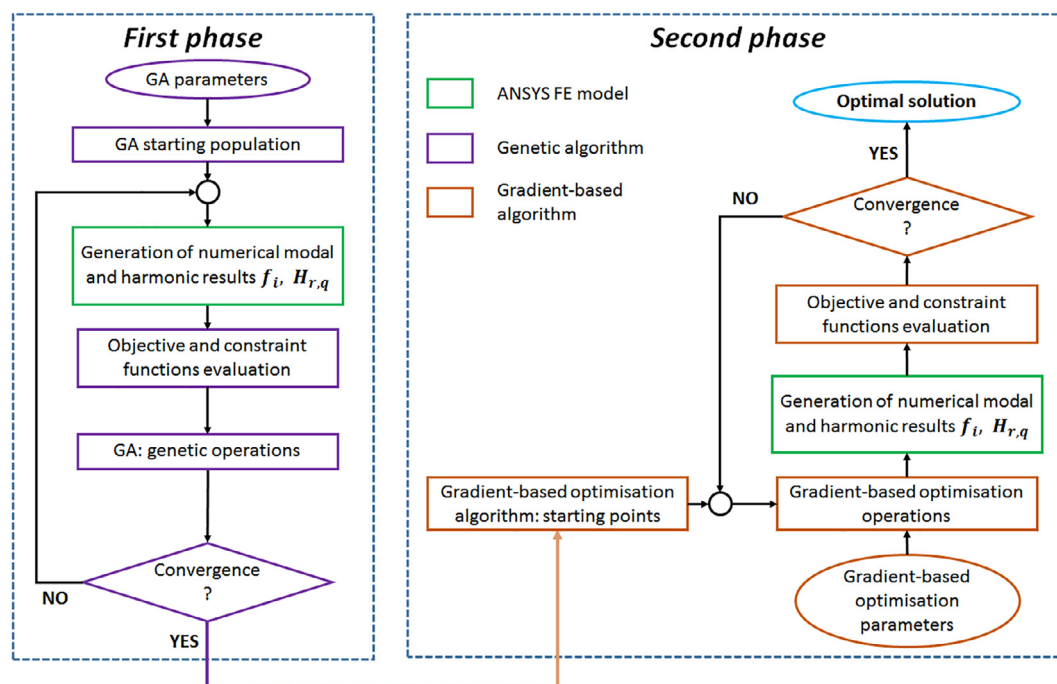 First phase
GA parameters
GA starting population
Generation of numerical modal
and harmonic results f_i, H_{r,q}
Objective and constraint
functions evaluation
GA: genetic operations
Convergence
?
NO
YES
Second phase
ANSYS FE model
Genetic algorithm
Gradient-based
algorithm
Optimal solution
YES
NO
Convergence
?
Objective and constraint
functions evaluation
Generation of numerical modal
and harmonic results f_i, H_{r,q}
Gradient-based optimisation
algorithm: starting points
Gradient-based optimisation
operations
Gradient-based
optimisation
parameters